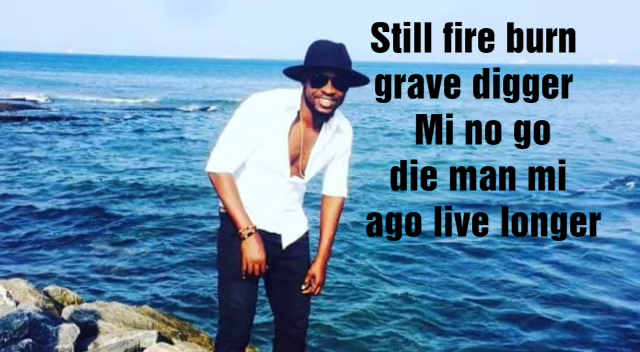 Still fire burn
grave digger
Mi no go
die man mi
ago live longer